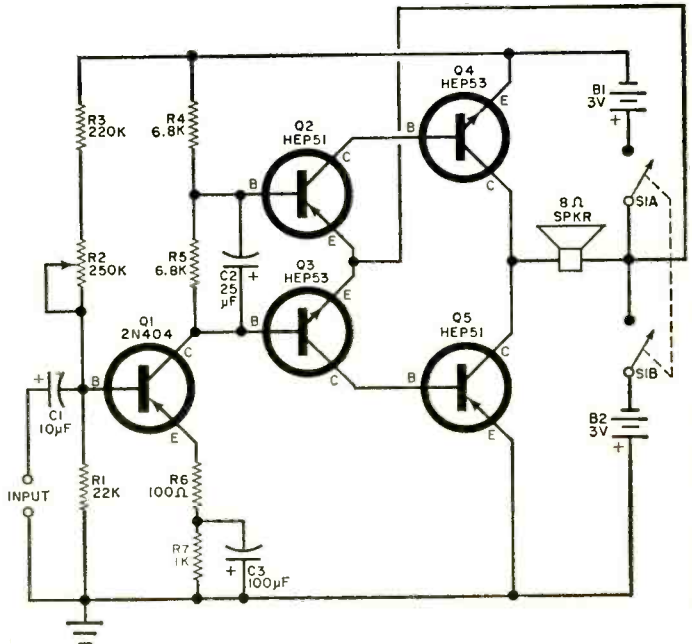 R3
220K
R4
6.8K
Q2
HEP51
Q4
HEP53
B1
3V
+
B
C
E
B
C
E
8Ω
SPKR
S1A
R2
250K
R5
6.8K
C2
25
µF
+
Q3
HEP53
B
E
C
Q1
2N404
B
C
E
+
C1
10µF
Q5
HEP51
B
C
E
S1B
B2
3V
+
INPUT
R1
22K
R6
100Ω
R7
1K
+
C3
100µF